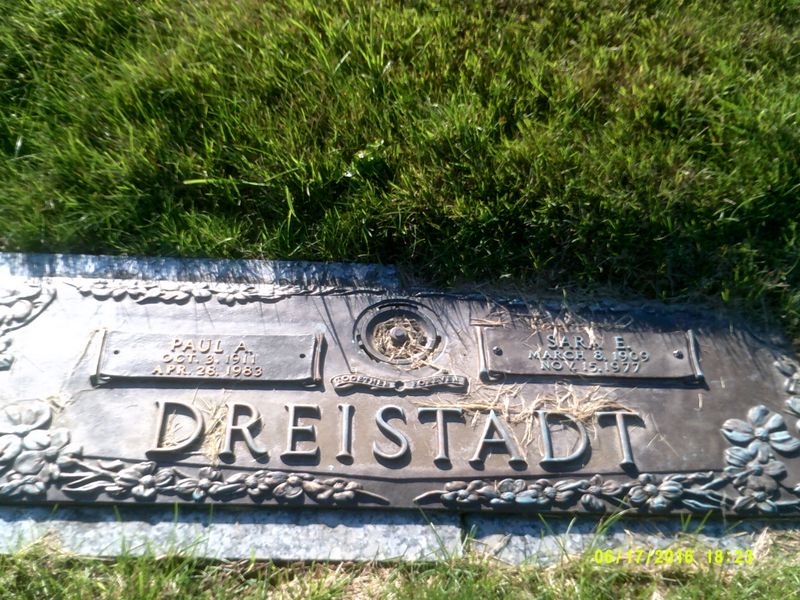 PAUL A.
OCT. 3, 1911
APR. 28, 1983
TOGETHER FOREVER
SARA E.
MARCH 8, 1909
NOV. 15, 1977
DREISTADT
06/17/2016 18:23